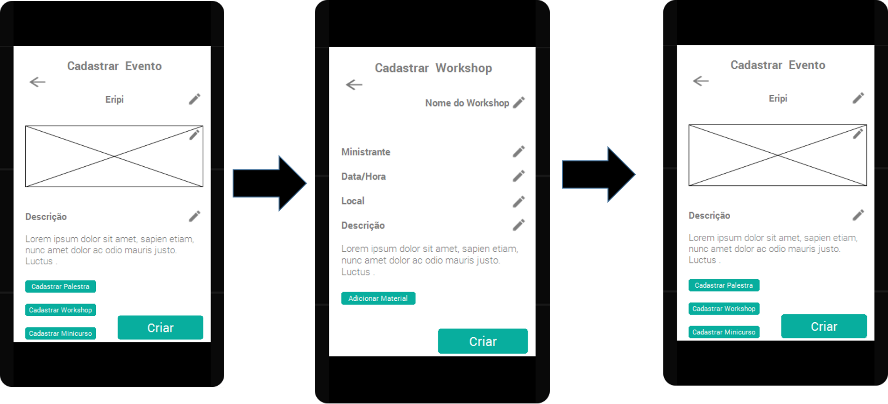 Cadastrar Evento
Eripi
Descrição
Lorem ipsum dolor sit amet, sapien etiam,
nunc amet dolor ac odio mauris justo.
Luctus .
Cadastrar Palestra
Cadastrar Workshop
Cadastrar Minicurso
Criar
Cadastrar Workshop
Nome do Workshop
Ministrante
Data/Hora
Local
Descrição
Lorem ipsum dolor sit amet, sapien etiam,
nunc amet dolor ac odio mauris justo.
Luctus .
Adicionar Material
Criar
Cadastrar Evento
Eripi
Descrição
Lorem ipsum dolor sit amet, sapien etiam,
nunc amet dolor ac odio mauris justo.
Luctus .
Cadastrar Palestra
Cadastrar Workshop
Cadastrar Minicurso
Criar